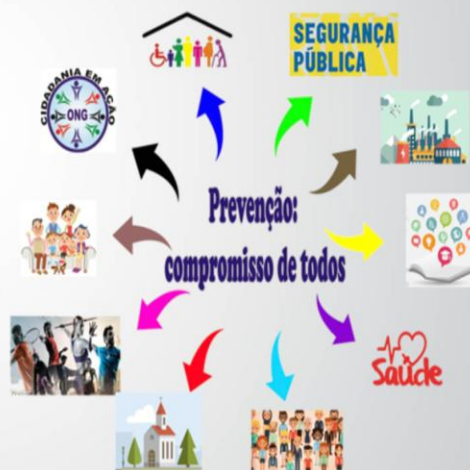 SEGURANÇA
PÚBLICA
CIDADANIA EM AÇÃO
ONG
Prevenção:
compromisso de todos
Saúde